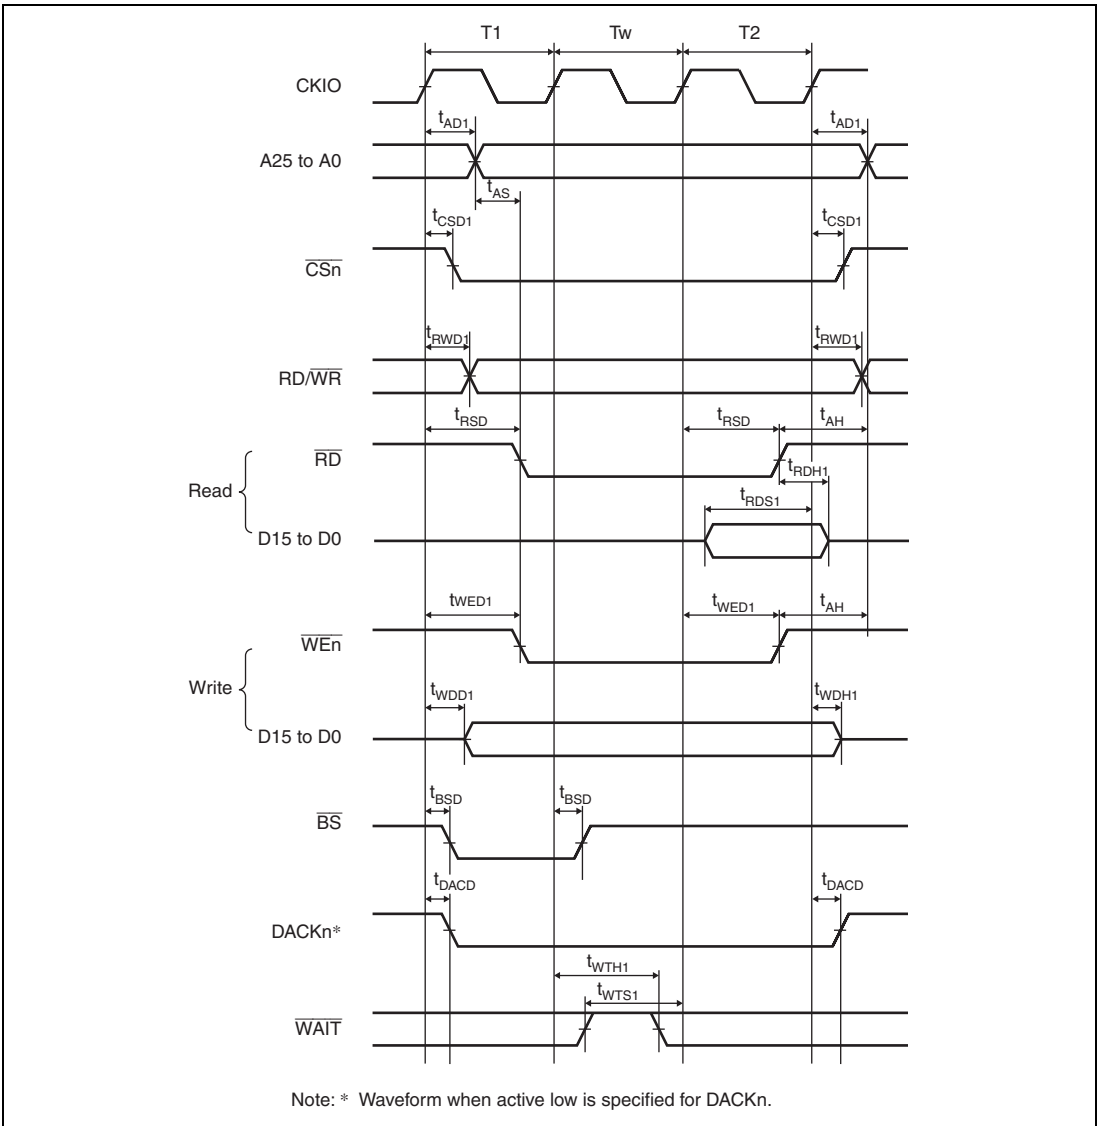 T1 Tw T2
CKIO
tAD1 tAD1
A25 to A0
tAS
tCSD1 tCSD1
CSn
tRWD1 tRWD1
RD/WR
tRSD tRSD tAH
RD
tRDH1
Read
tRDS1
D15 to D0
tWED1 tWED1 tAH
WEn
Write
tWDD1 tWDH1
D15 to D0
tBSD tBSD
BS
tDACD tDACD
DACKn*
tWTH1
tWTS1
WAIT
Note: * Waveform when active low is specified for DACKn.